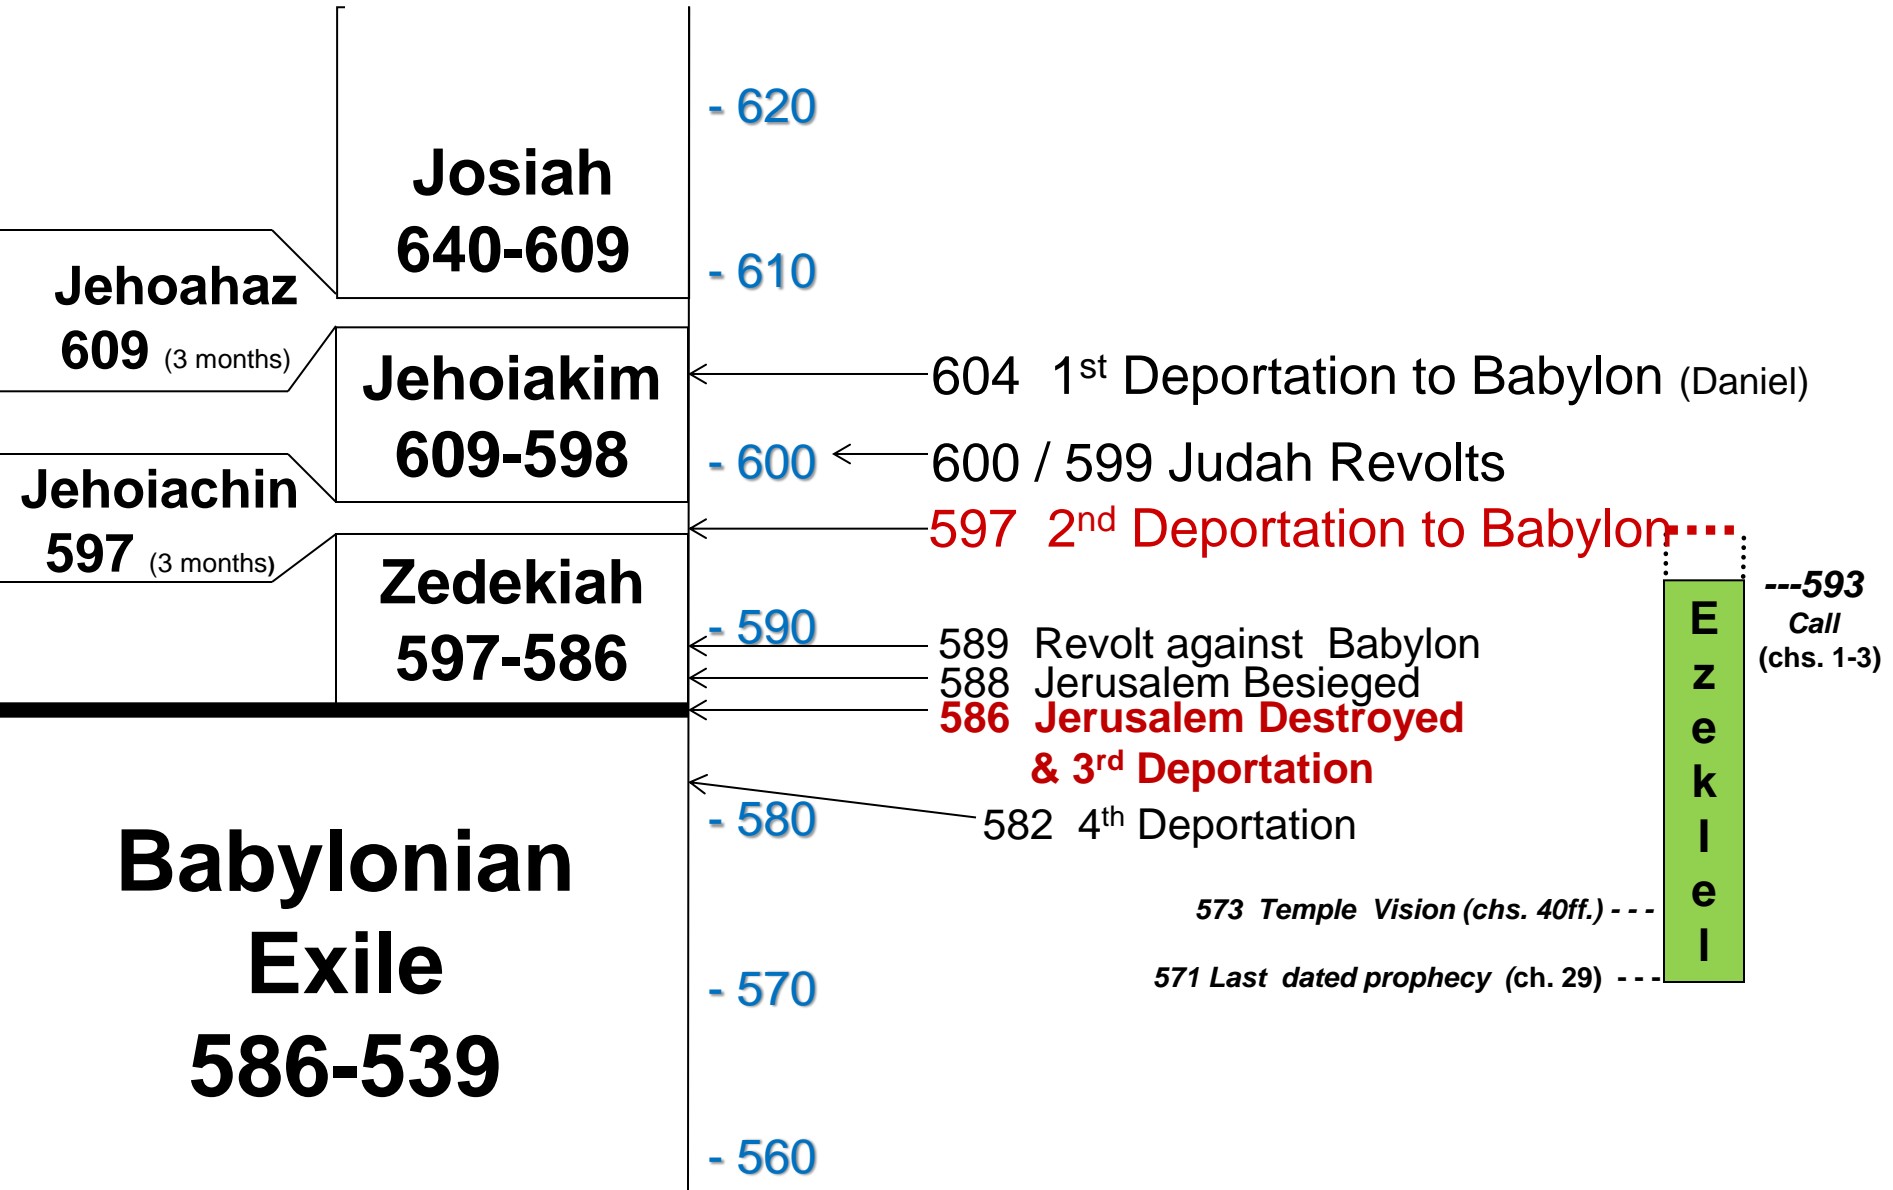 - 620
Josiah
640-609
- 610
Jehoahaz
609 (3 months)
Jehoiakim
609-598
604 1st Deportation to Babylon (Daniel)
- 600
600 / 599 Judah Revolts
Jehoiachin
597 (3 months)
597 2nd Deportation to Babylon
Zedekiah
597-586
---593
Call
(chs. 1-3)
- 590
589 Revolt against Babylon
588 Jerusalem Besieged
586 Jerusalem Destroyed
& 3rd Deportation
582 4th Deportation
- 580
Babylonian
Exile
586-539
573 Temple Vision (chs. 40ff.) - - -
571 Last dated prophecy (ch. 29) - - -
- 570
- 560
E
z
e
k
I
e
l